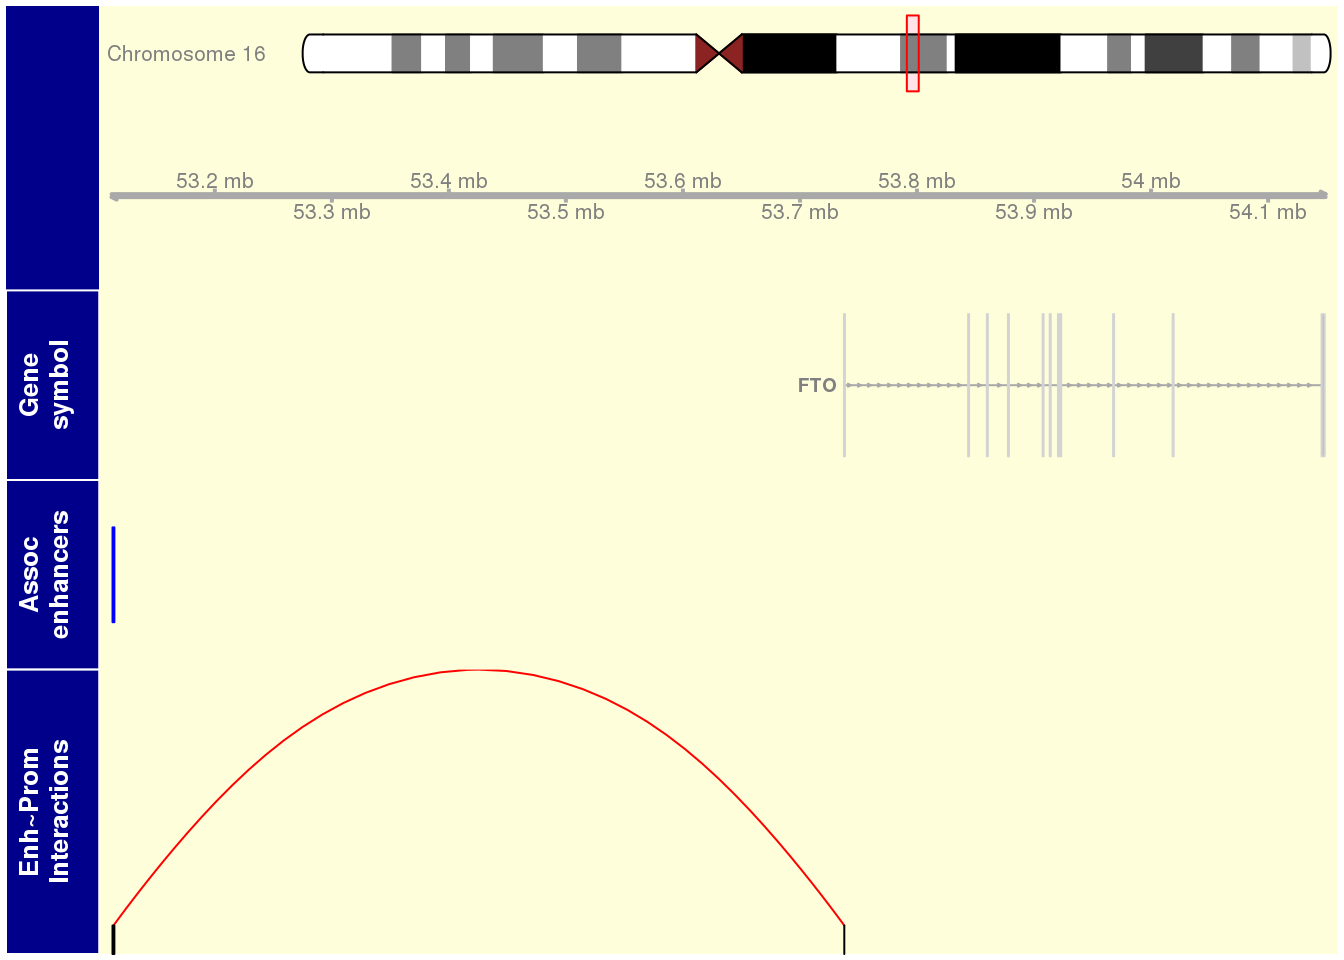 Chromosome 16
53.2 mb 53.4 mb 53.6 mb 53.8 mb 54 mb
53.3 mb 53.5 mb 53.7 mb 53.9 mb 54.1 mb
Gene
symbol
FTO
Assoc
enhancers
Enh~Prom
Interactions